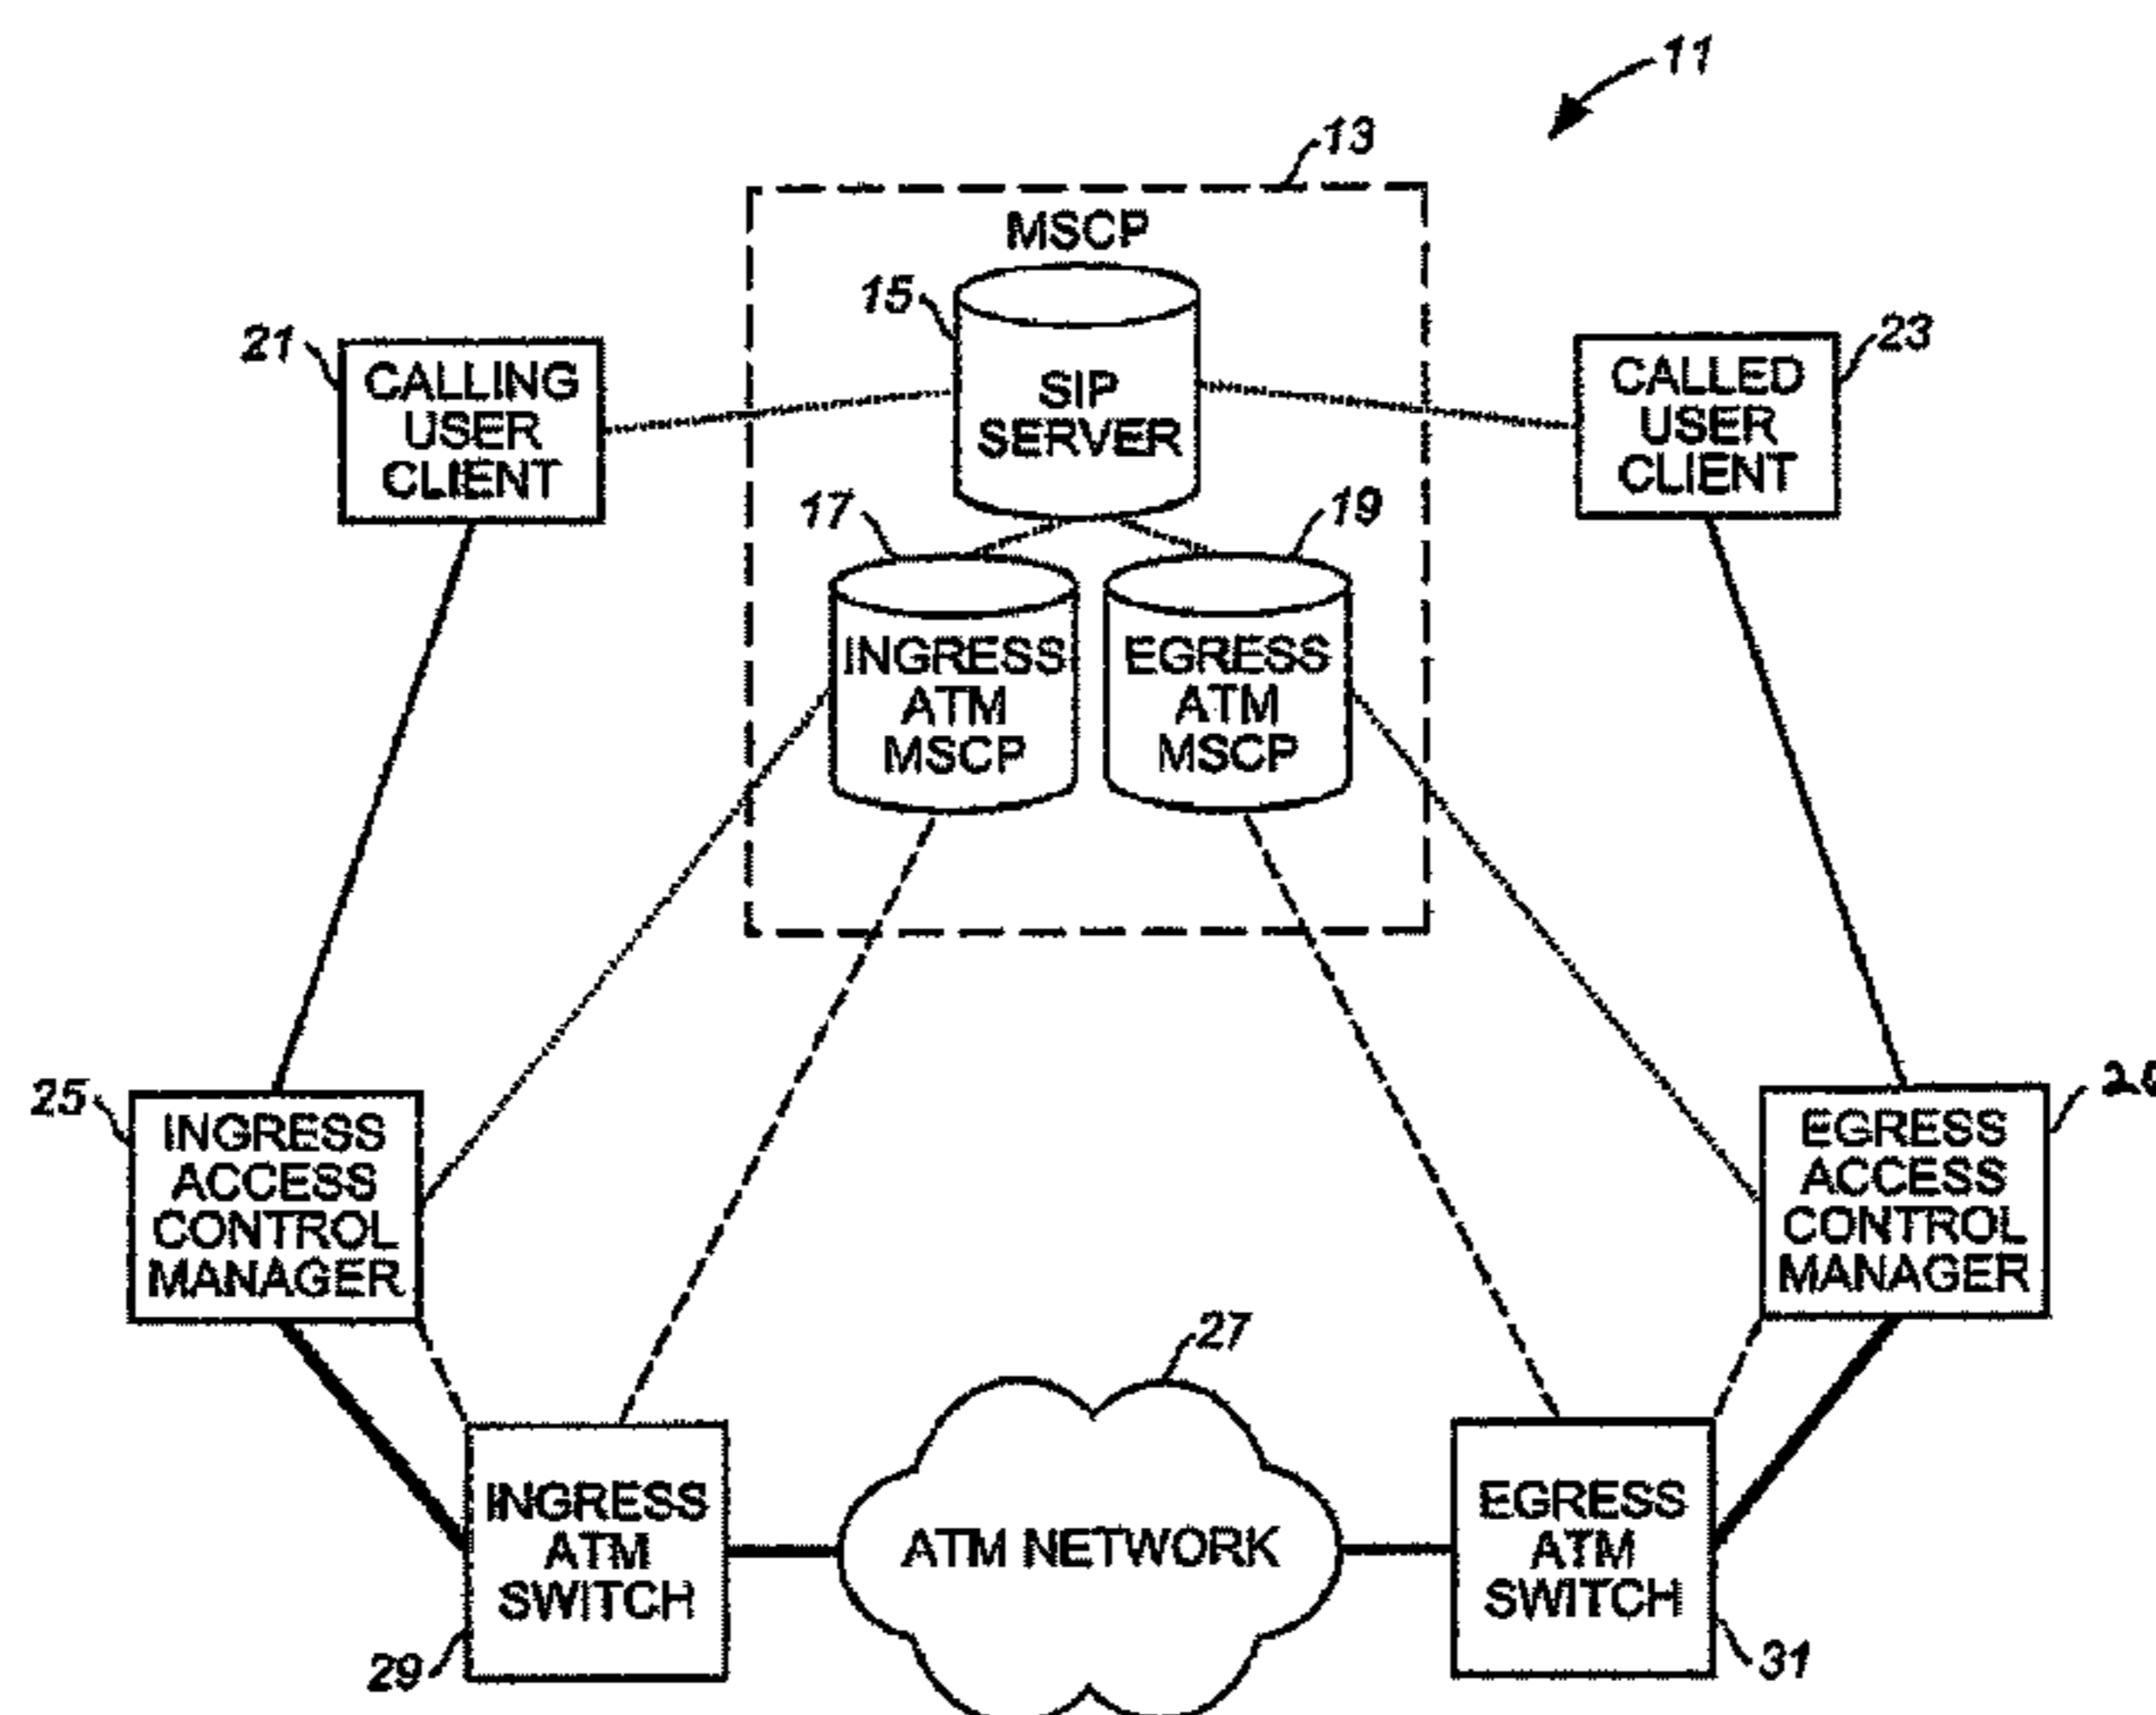 11
13
MSCP
15
SIP
SERVER
21
CALLING
USER
CLIENT
23
CALLED
USER
CLIENT
17
19
INGRESS
ATM
MSCP
EGRESS
ATM
MSCP
25
INGRESS
ACCESS
CONTROL
MANAGER
EGRESS
ACCESS
CONTROL
MANAGER
27
INGRESS
ATM
SWITCH
29
ATM NETWORK
EGRESS
ATM
SWITCH
31